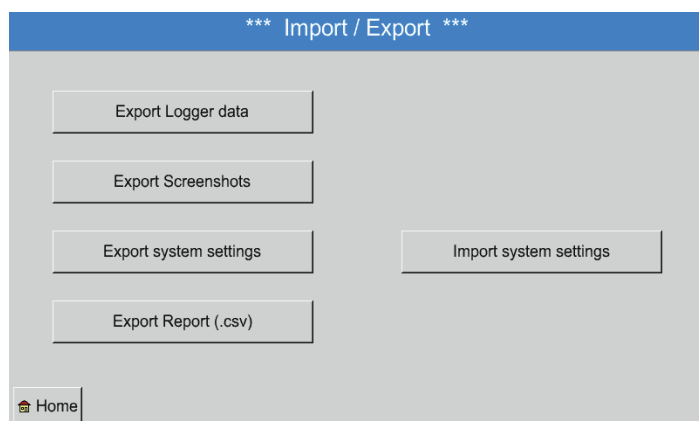 *** Import / Export ***
Export Logger data
Export Screenshots
Export system settings
Import system settings
Export Report (.csv)
Home